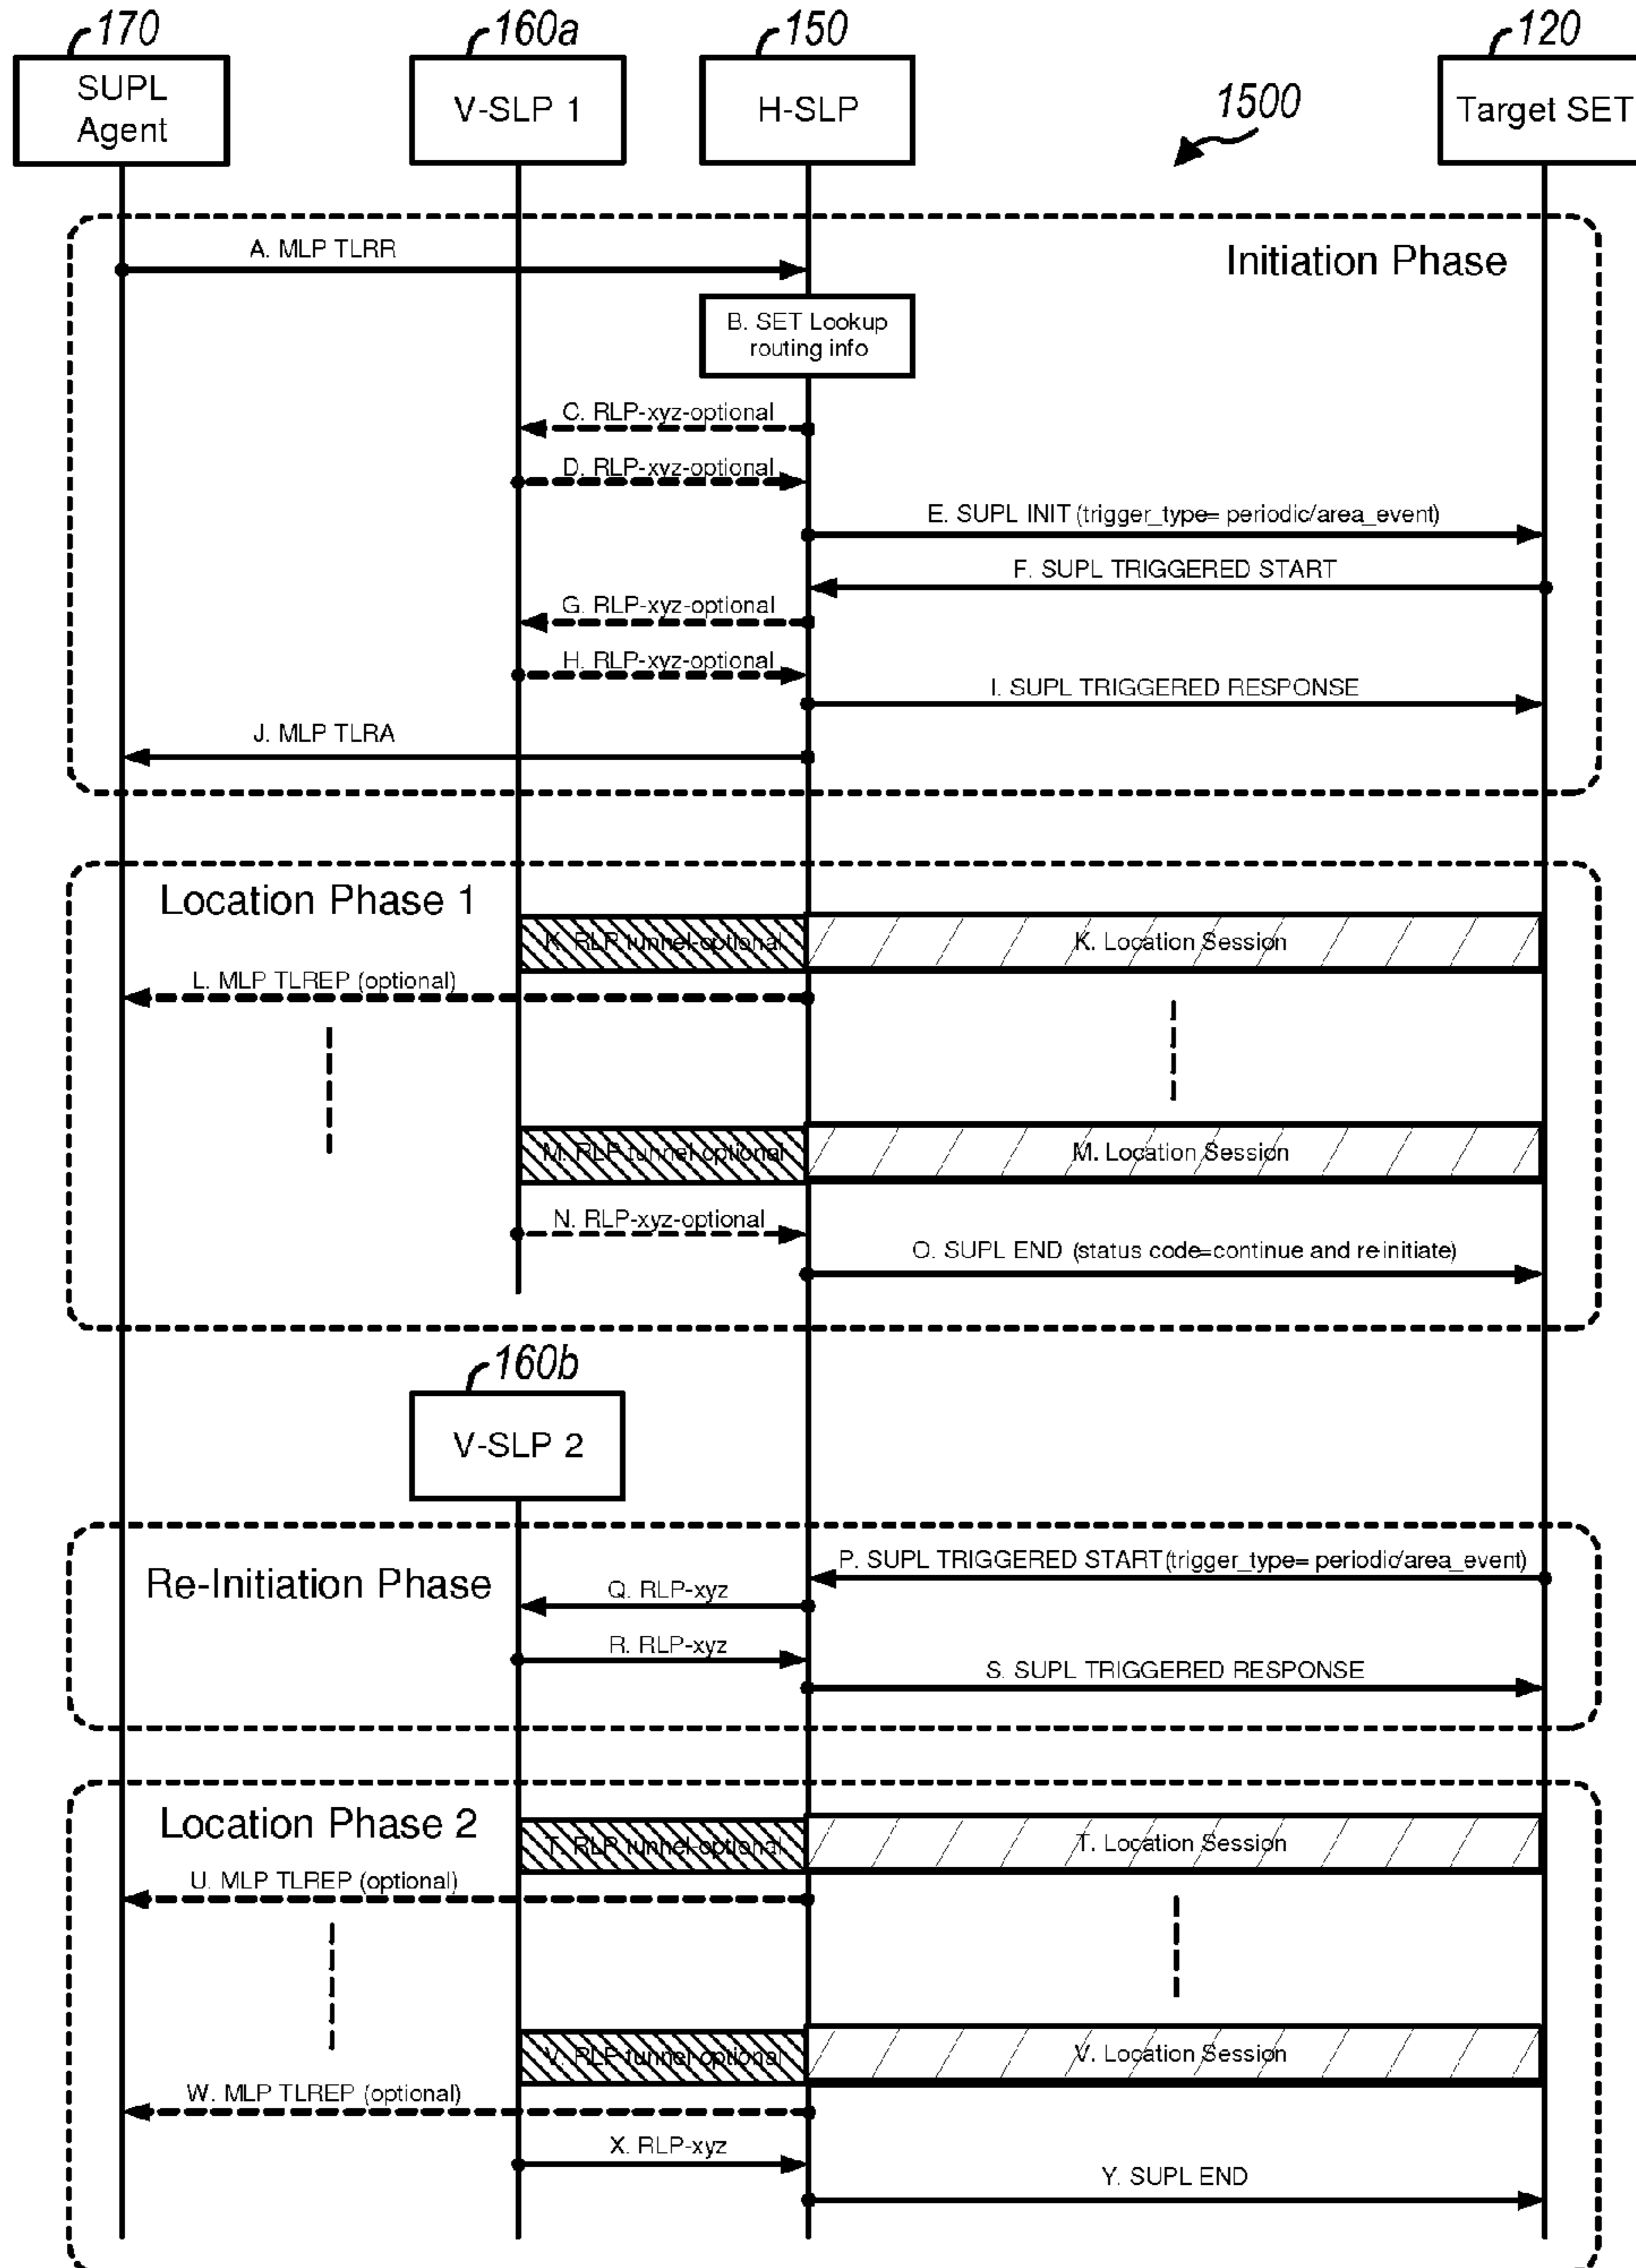 170
160a
150
120
SUPL
Agent
V-SLP 1
H-SLP
Target SET
1500
Initiation Phase
A. MLP TLRR
B. SET Lookup
routing info
C. RLP-xyz-optional
D. RLP-xyz-optional
E. SUPL INIT (trigger_type= periodic/area_event)
F. SUPL TRIGGERED START
G. RLP-xyz-optional
H. RLP-xyz-optional
I. SUPL TRIGGERED RESPONSE
J. MLP TLRA
Location Phase 1
K. RLP tunnel-optional
K. Location Session
L. MLP TLREP (optional)
M. RLP-tunnel-optional
M. Location Session
N. RLP-xyz-optional
O. SUPL END (status code=continue and reinitiate)
160b
V-SLP 2
Re-Initiation Phase
P. SUPL TRIGGERED START(trigger_type= periodic/area_event)
Q. RLP-xyz
R. RLP-xyz
S. SUPL TRIGGERED RESPONSE
Location Phase 2
T. RLP tunnel-optional
T. Location Session
U. MLP TLREP (optional)
V. RLP-tunnel-optional
V. Location Session
W. MLP TLREP (optional)
X. RLP-xyz
Y. SUPL END